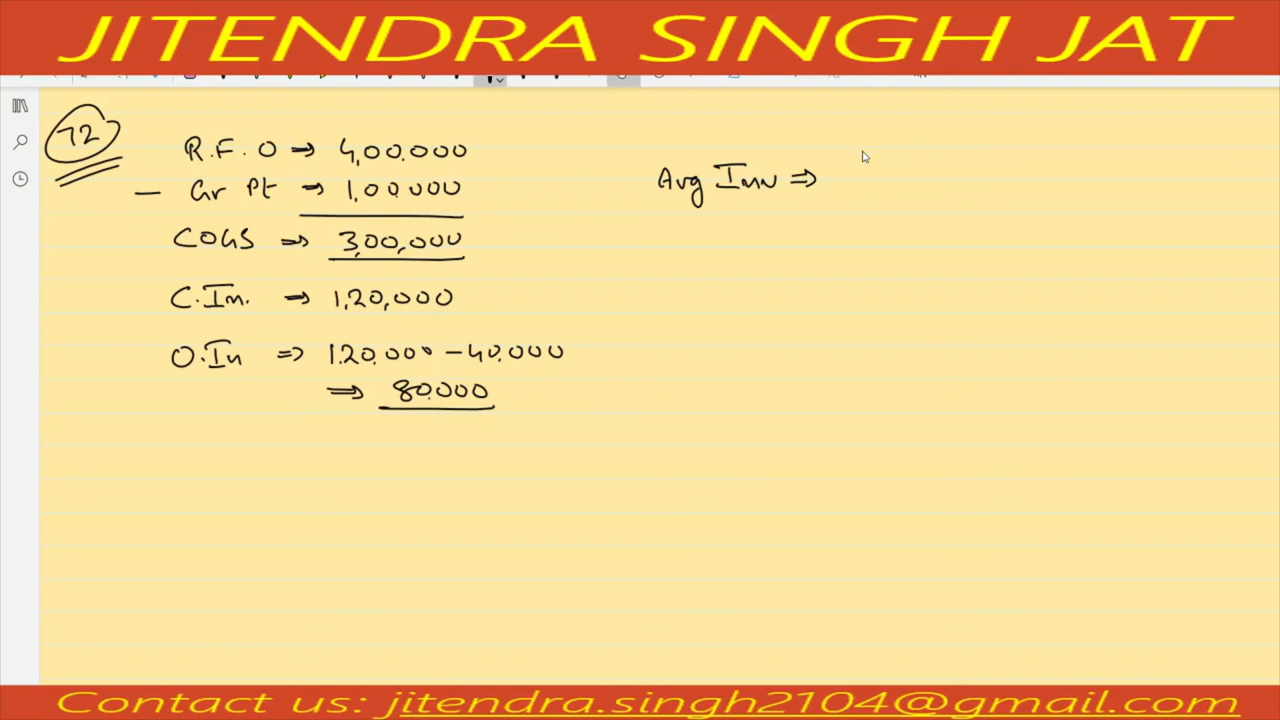 JITENDRA SINGH JAT
72
R.F.O ⇒ 4,00.000
— Gr Pt ⇒ 1,00.000
COGS ⇒ 3,00,000
C.Inv. ⇒ 1,20,000
O.In ⇒ 1.20.000 – 40.000
⇒ 80.000
Avg Inv ⇒
Contact us: jitendra.singh2104@gmail.com